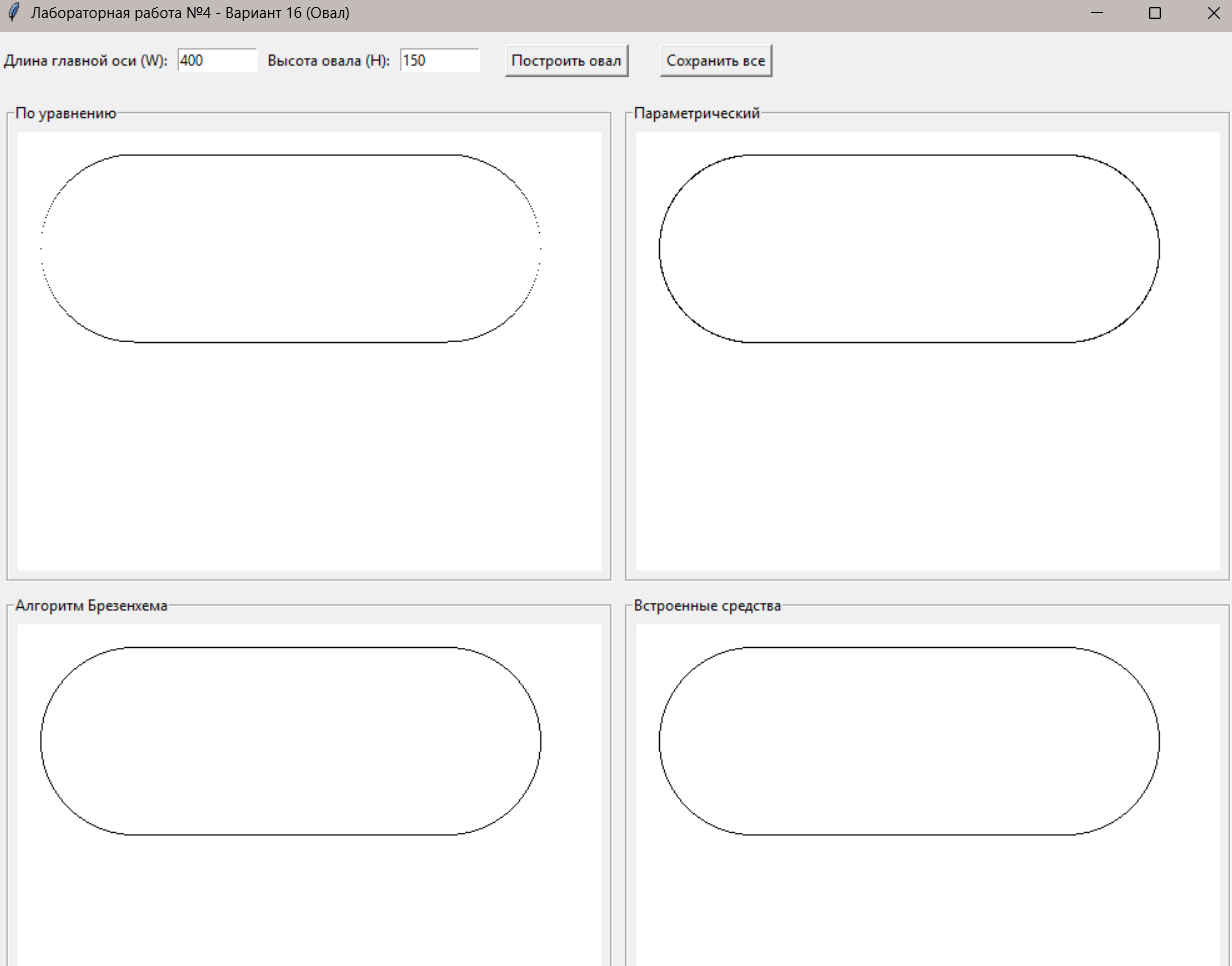 Лабораторная работа №4 - Вариант 16 (Овал)
Длина главной оси (W): 400 Высота овала (H): 150 Построить овал Сохранить все
По уравнению
Параметрический
Алгоритм Брезенхема
Встроенные средства